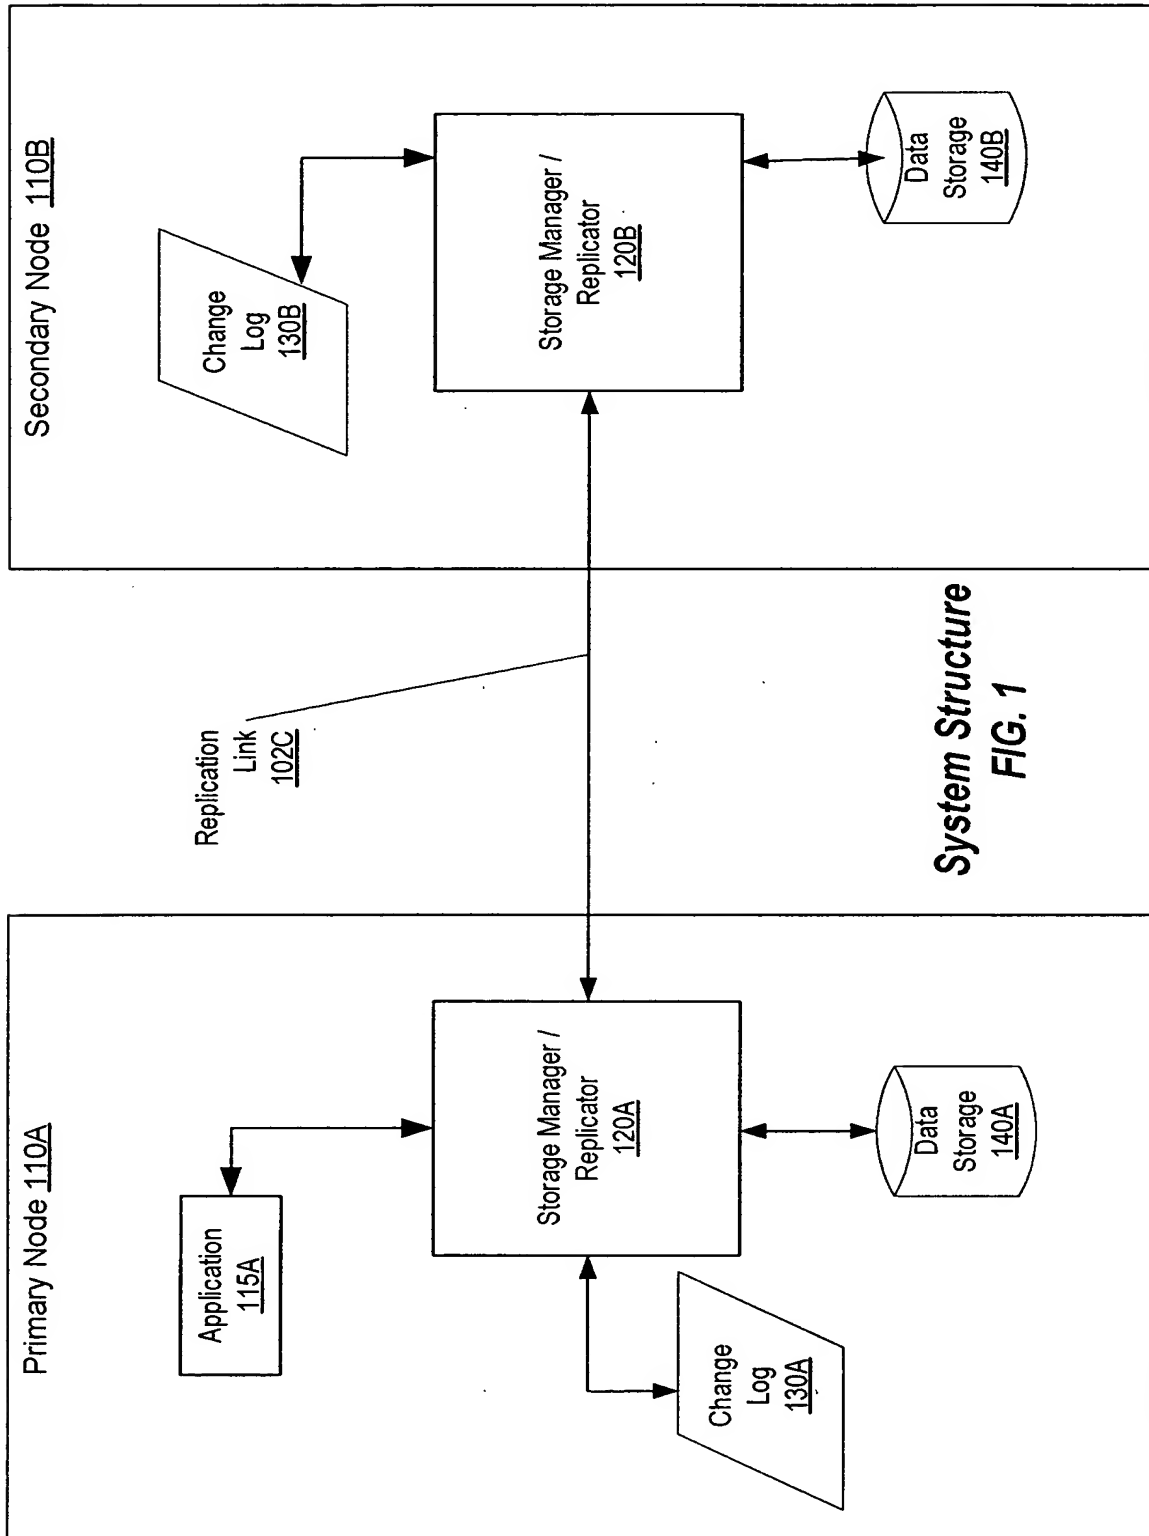 Primary Node 110A
Application
115A
Storage Manager /
Replicator
120A
Change
Log
130A
Data
Storage
140A
Replication
Link
102C
Secondary Node 110B
Change
Log
130B
Storage Manager /
Replicator
120B
Data
Storage
140B
System Structure
FIG. 1